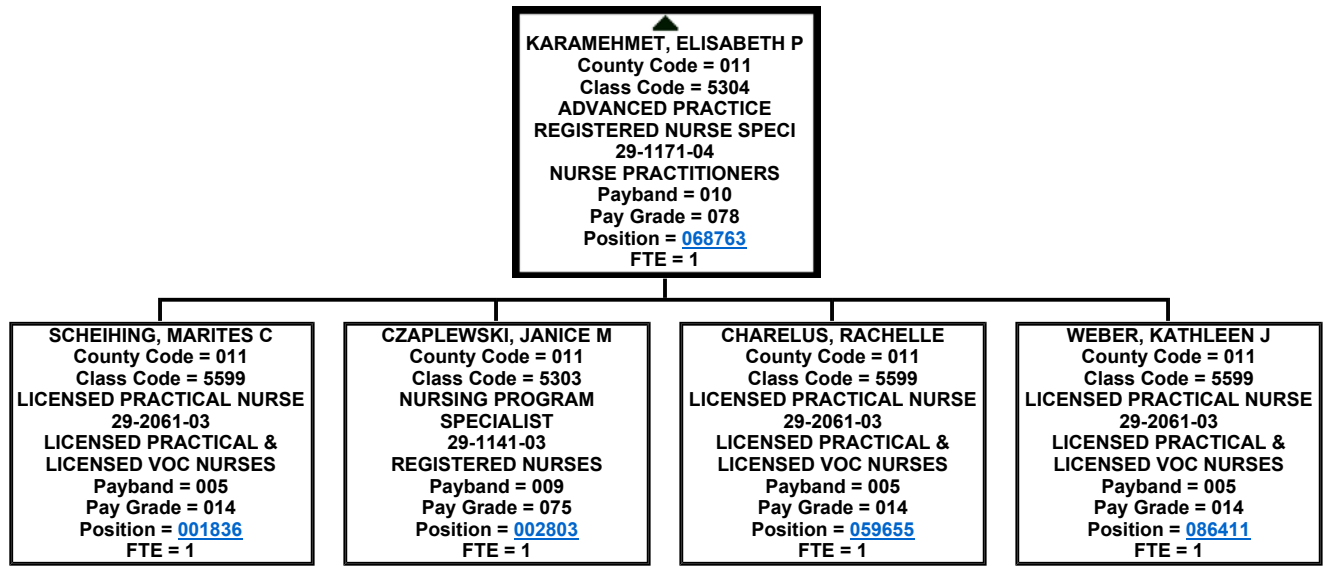 KARAMEHMET, ELISABETH P
County Code = 011
Class Code = 5304
ADVANCED PRACTICE
REGISTERED NURSE SPECI
29-1171-04
NURSE PRACTITIONERS
Payband = 010
Pay Grade = 078
Position = 068763
FTE = 1
SCHEIHING, MARITES C
County Code = 011
Class Code = 5599
LICENSED PRACTICAL NURSE
29-2061-03
LICENSED PRACTICAL &
LICENSED VOC NURSES
Payband = 005
Pay Grade = 014
Position = 001836
FTE = 1
CZAPLEWSKI, JANICE M
County Code = 011
Class Code = 5303
NURSING PROGRAM
SPECIALIST
29-1141-03
REGISTERED NURSES
Payband = 009
Pay Grade = 075
Position = 002803
FTE = 1
CHARELUS, RACHELLE
County Code = 011
Class Code = 5599
LICENSED PRACTICAL NURSE
29-2061-03
LICENSED PRACTICAL &
LICENSED VOC NURSES
Payband = 005
Pay Grade = 014
Position = 059655
FTE = 1
WEBER, KATHLEEN J
County Code = 011
Class Code = 5599
LICENSED PRACTICAL NURSE
29-2061-03
LICENSED PRACTICAL &
LICENSED VOC NURSES
Payband = 005
Pay Grade = 014
Position = 086411
FTE = 1